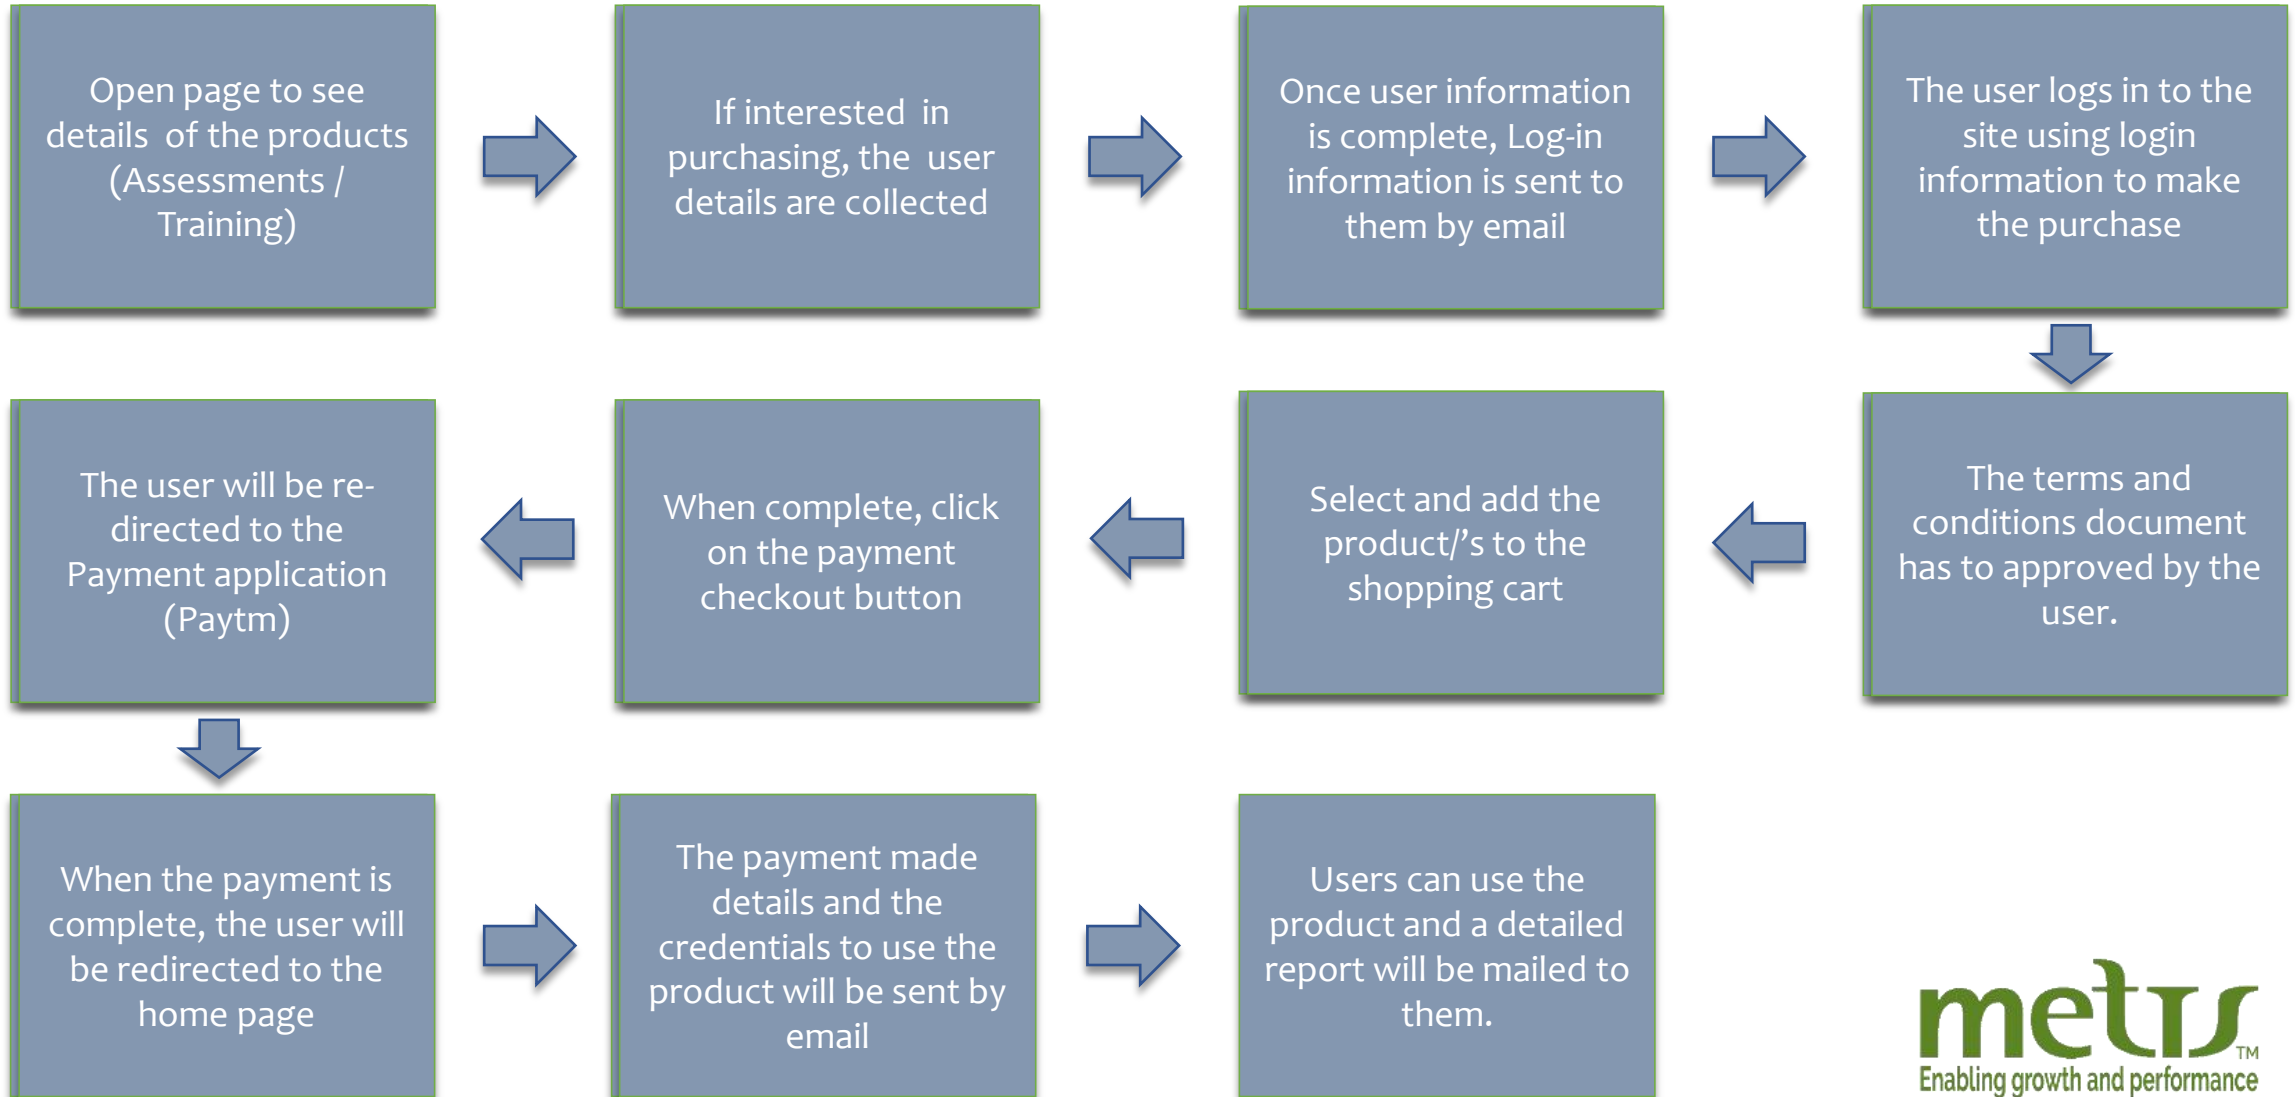 Open page to see
details of the products
(Assessments /
Training)
If interested in
purchasing, the user
details are collected
Once user information
is complete, Log-in
information is sent to
them by email
The user logs in to the
site using login
information to make
the purchase
The terms and
conditions document
has to approved by the
user.
Select and add the
product/’s to the
shopping cart
When complete, click
on the payment
checkout button
The user will be re-
directed to the
Payment application
(Paytm)
When the payment is
complete, the user will
be redirected to the
home page
The payment made
details and the
credentials to use the
product will be sent by
email
Users can use the
product and a detailed
report will be mailed to
them.
metis™
Enabling growth and performance